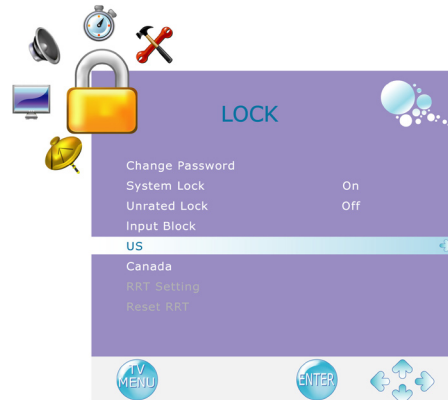 LOCK
Change Password
System Lock On
Unrated Lock Off
Input Block
US
Canada
RRT Setting
Reset RRT
TV
MENU
ENTER